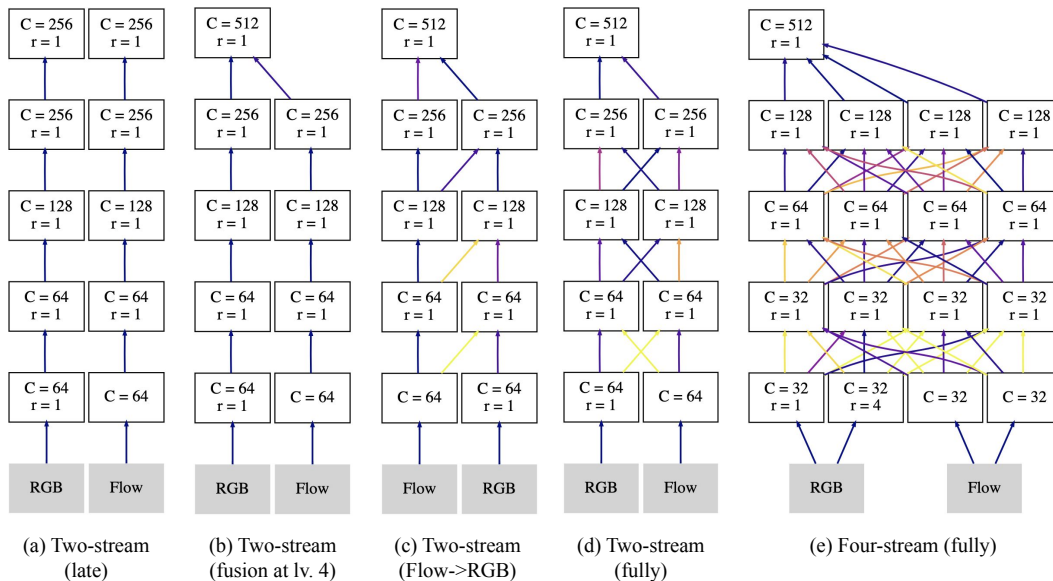 C = 256
r = 1
C = 256
r = 1
C = 256
r = 1
C = 256
r = 1
C = 128
r = 1
C = 128
r = 1
C = 64
r = 1
C = 64
r = 1
C = 64
r = 1
C = 64
RGB
Flow
(a) Two-stream
(late)
C = 512
r = 1
C = 256
r = 1
C = 256
r = 1
C = 128
r = 1
C = 128
r = 1
C = 64
r = 1
C = 64
r = 1
C = 64
r = 1
C = 64
RGB
Flow
(b) Two-stream
(fusion at lv. 4)
C = 512
r = 1
C = 256
r = 1
C = 256
r = 1
C = 128
r = 1
C = 128
r = 1
C = 64
r = 1
C = 64
r = 1
C = 64
C = 64
r = 1
Flow
RGB
(c) Two-stream
(Flow->RGB)
C = 512
r = 1
C = 256
r = 1
C = 256
r = 1
C = 128
r = 1
C = 128
r = 1
C = 64
r = 1
C = 64
r = 1
C = 64
r = 1
C = 64
RGB
Flow
(d) Two-stream
(fully)
C = 512
r = 1
C = 128
r = 1
C = 128
r = 1
C = 128
r = 1
C = 128
r = 1
C = 64
r = 1
C = 64
r = 1
C = 64
r = 1
C = 64
r = 1
C = 32
r = 1
C = 32
r = 1
C = 32
r = 1
C = 32
r = 1
C = 32
r = 1
C = 32
r = 4
C = 32
C = 32
RGB
Flow
(e) Four-stream (fully)